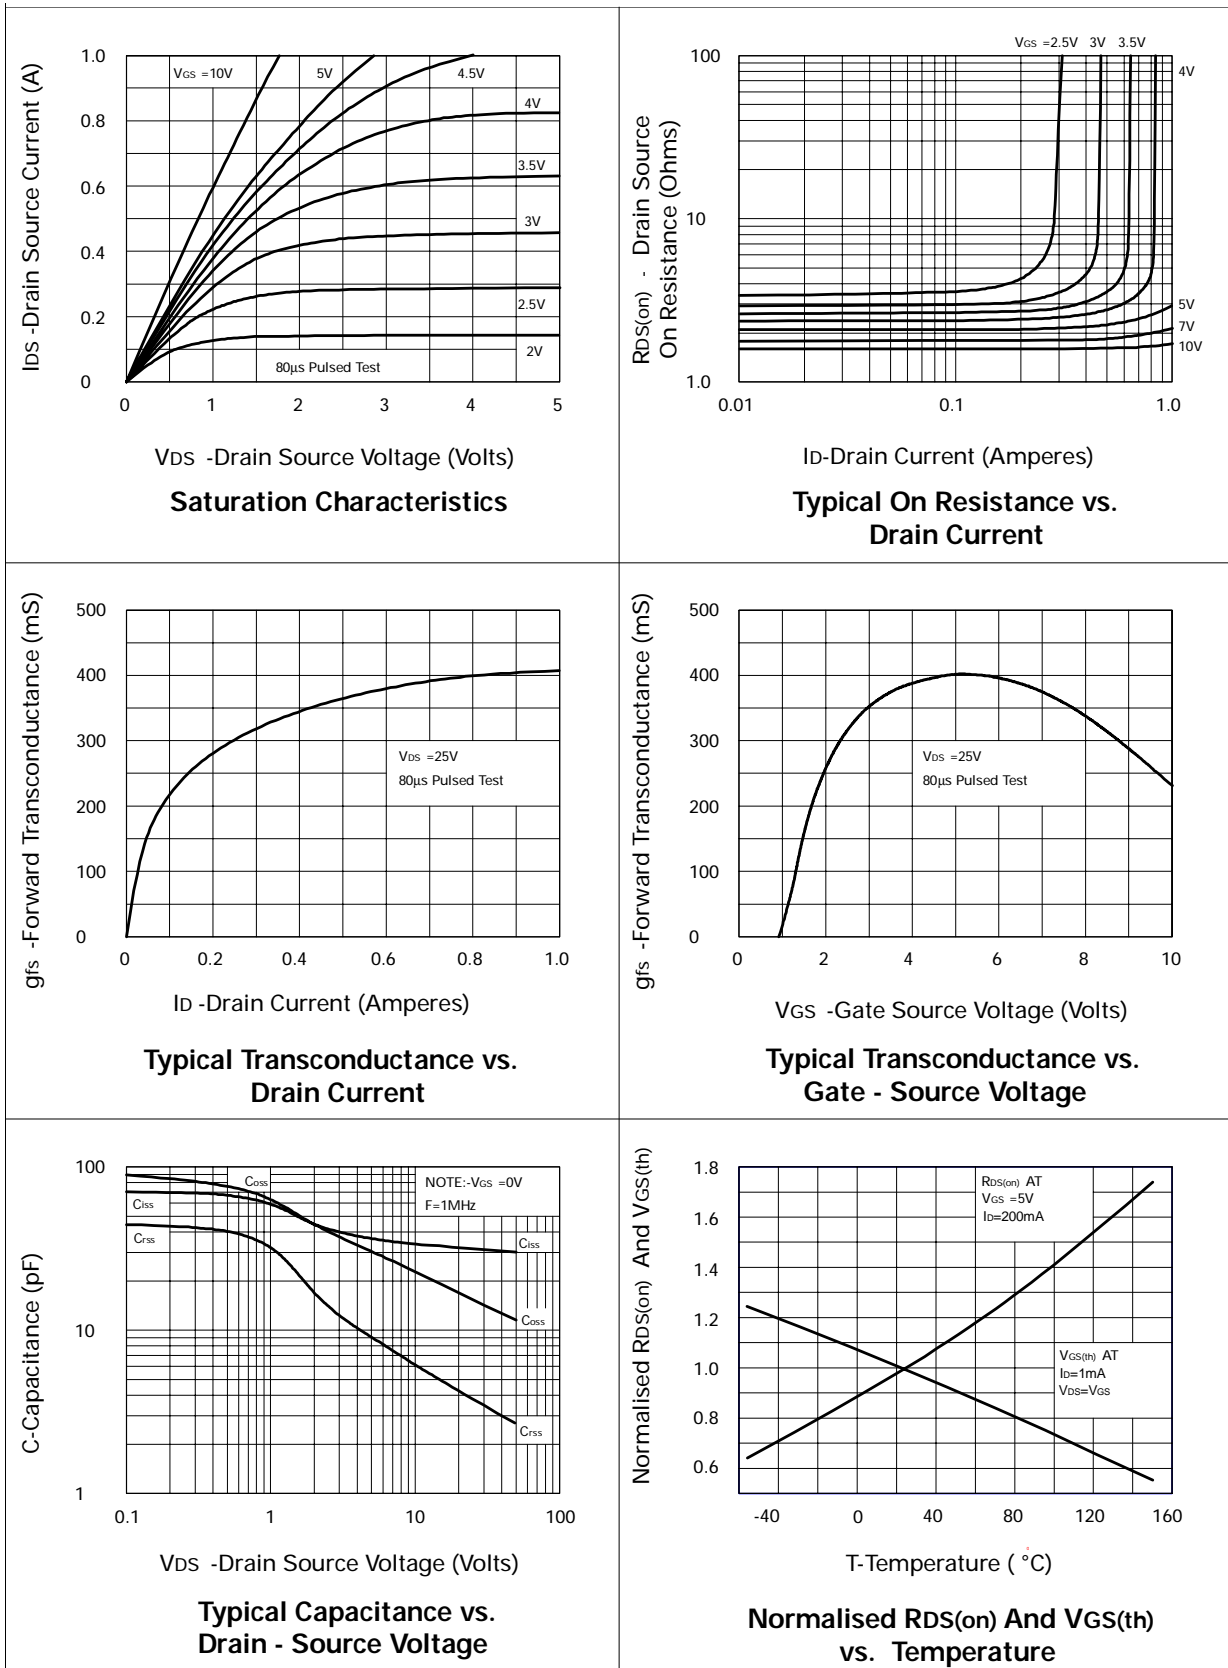 IDS -Drain Source Current (A)
1.0
0.8
0.6
0.4
0.2
0
VGS =10V
5V
4.5V
4V
3.5V
3V
2.5V
2V
80µs Pulsed Test
0 1 2 3 4 5
VDS -Drain Source Voltage (Volts)
Saturation Characteristics
RDS(on) - Drain Source
On Resistance (Ohms)
VGS =2.5V 3V 3.5V
4V
100
10
1.0
5V
7V
10V
0.01 0.1 1.0
ID-Drain Current (Amperes)
Typical On Resistance vs.
Drain Current
gfs -Forward Transconductance (mS)
500
400
300
200
100
0
VDS =25V
80µs Pulsed Test
0 0.2 0.4 0.6 0.8 1.0
ID -Drain Current (Amperes)
Typical Transconductance vs.
Drain Current
gfs -Forward Transconductance (mS)
500
400
300
200
100
0
VDS =25V
80µs Pulsed Test
0 2 4 6 8 10
VGS -Gate Source Voltage (Volts)
Typical Transconductance vs.
Gate - Source Voltage
C-Capacitance (pF)
100
10
1
Coss
Ciss
Crss
NOTE:-VGS =0V
F=1MHz
Ciss
Coss
Crss
0.1 1 10 100
VDS -Drain Source Voltage (Volts)
Typical Capacitance vs.
Drain - Source Voltage
Normalised RDS(on) And VGS(th)
1.8
1.6
1.4
1.2
1.0
0.8
0.6
RDS(on) AT
VGS =5V
ID=200mA
VGS(th) AT
ID=1mA
VDS=VGS
-40 0 40 80 120 160
T-Temperature ( °C)
Normalised RDS(on) And VGS(th)
vs. Temperature